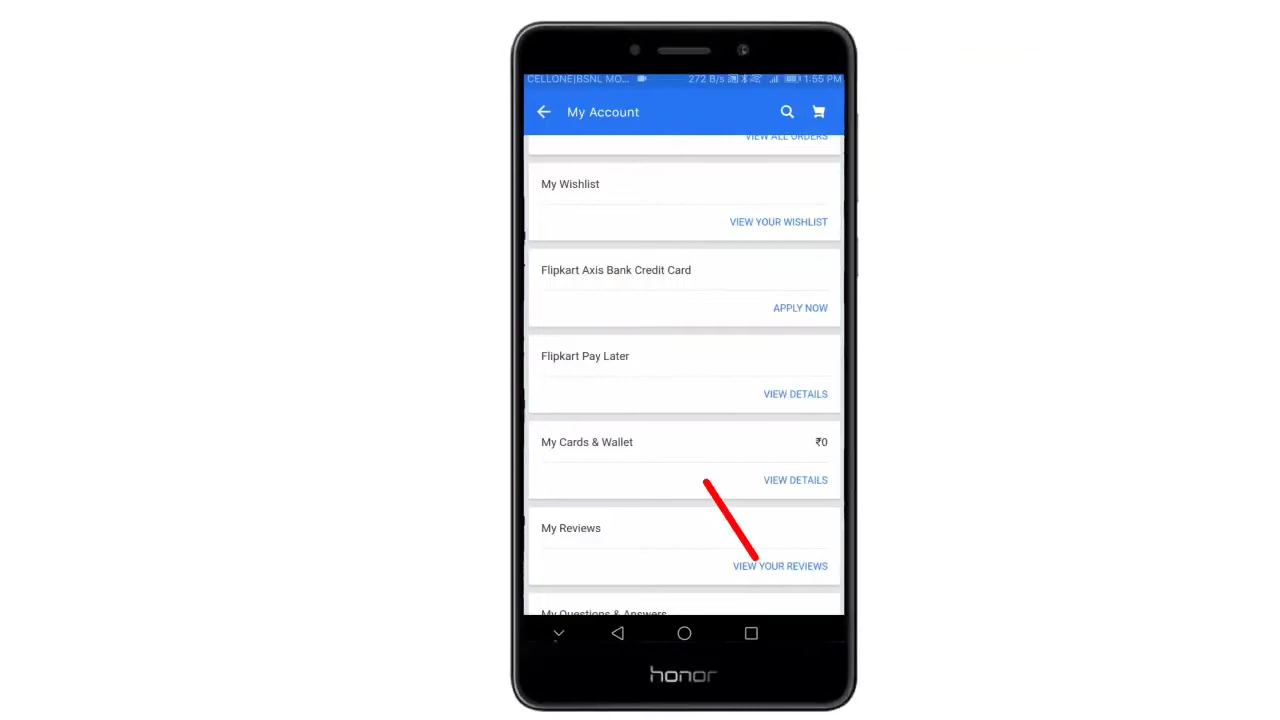 CELLONE|BSNL MO... 272 B/s 1:55 PM
My Account
VIEW ALL ORDERS
My Wishlist
VIEW YOUR WISHLIST
Flipkart Axis Bank Credit Card
APPLY NOW
Flipkart Pay Later
VIEW DETAILS
My Cards & Wallet ₹0
VIEW DETAILS
My Reviews
VIEW YOUR REVIEWS
My Questions & Answers
honor